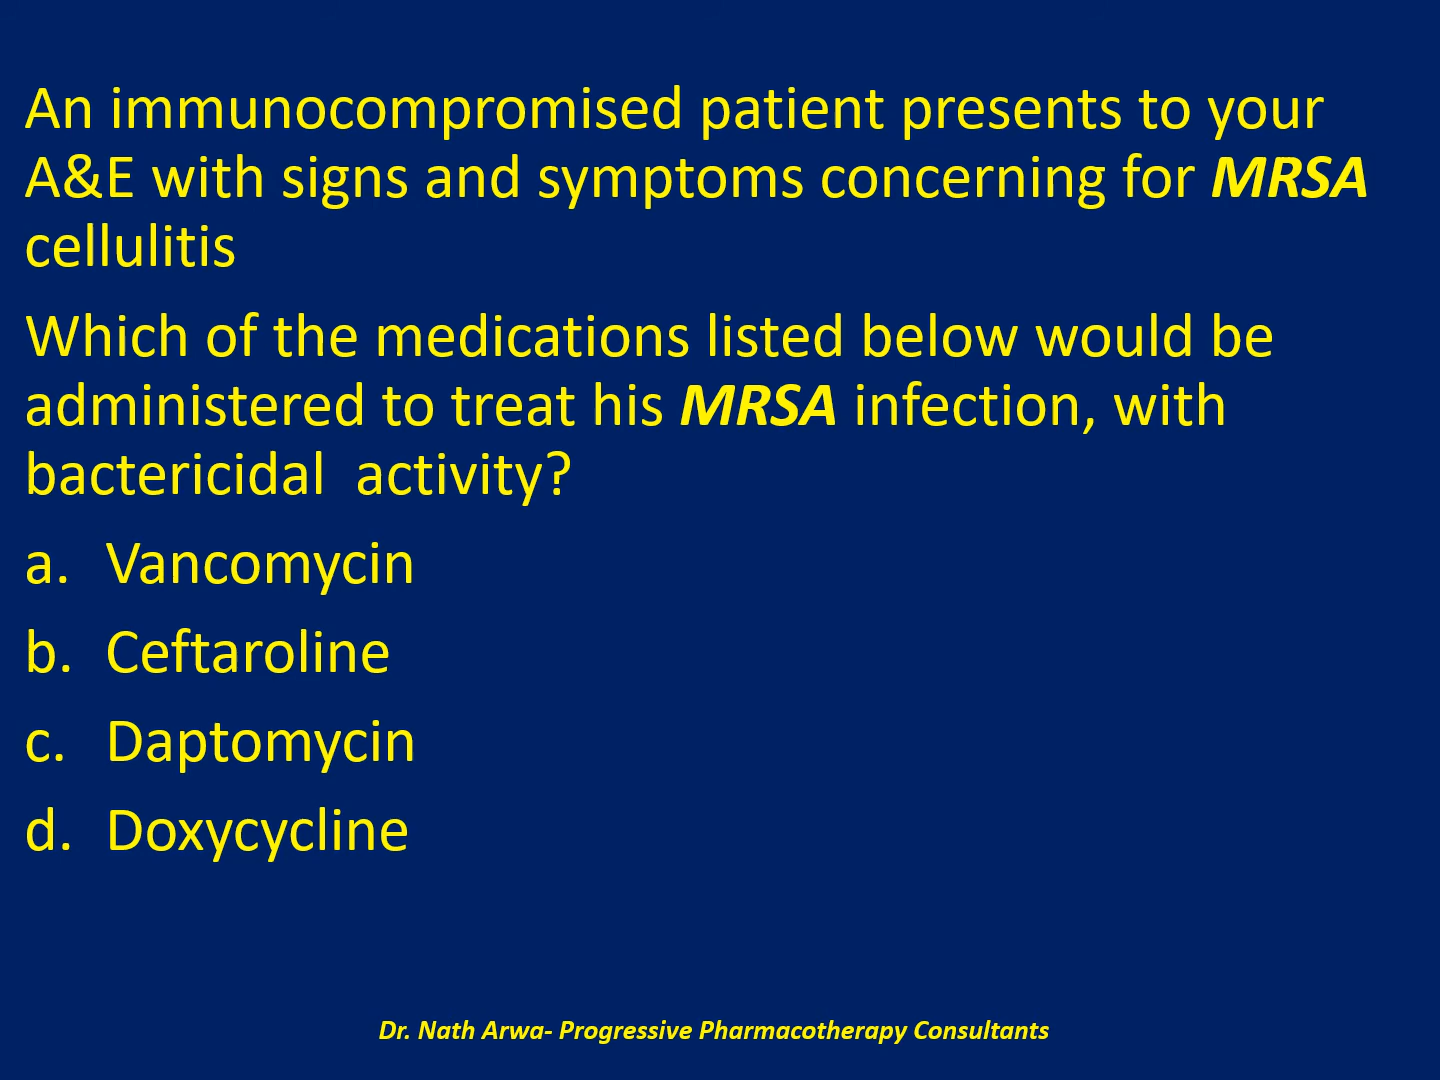 An immunocompromised patient presents to your
A&E with signs and symptoms concerning for MRSA
cellulitis
Which of the medications listed below would be
administered to treat his MRSA infection, with
bactericidal  activity?
a. Vancomycin
b. Ceftaroline
c. Daptomycin
d. Doxycycline
Dr. Nath Arwa- Progressive Pharmacotherapy Consultants